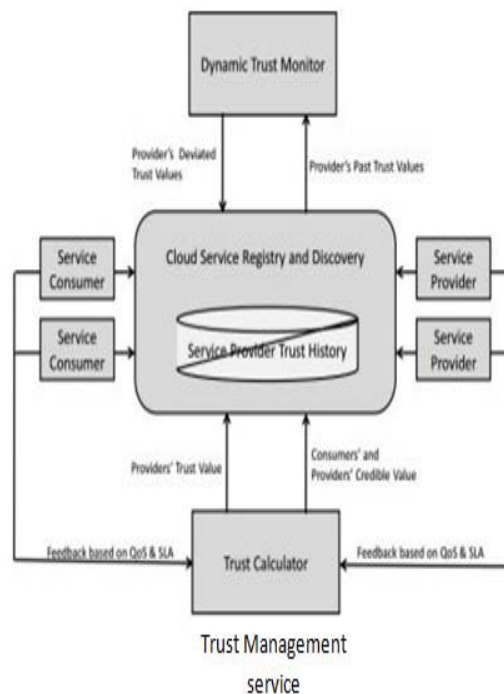 Dynamic Trust Monitor
Provider's Deviated
Trust Values
Provider's Past Trust Values
Cloud Service Registry and Discovery
Service
Consumer
Service
Provider
Service
Consumer
Service Provider Trust History
Service
Provider
Providers' Trust Value
Consumers' and
Providers' Credible Value
Feedback based on QoS & SLA
Trust Calculator
Feedback based on QoS & SLA
Trust Management
service